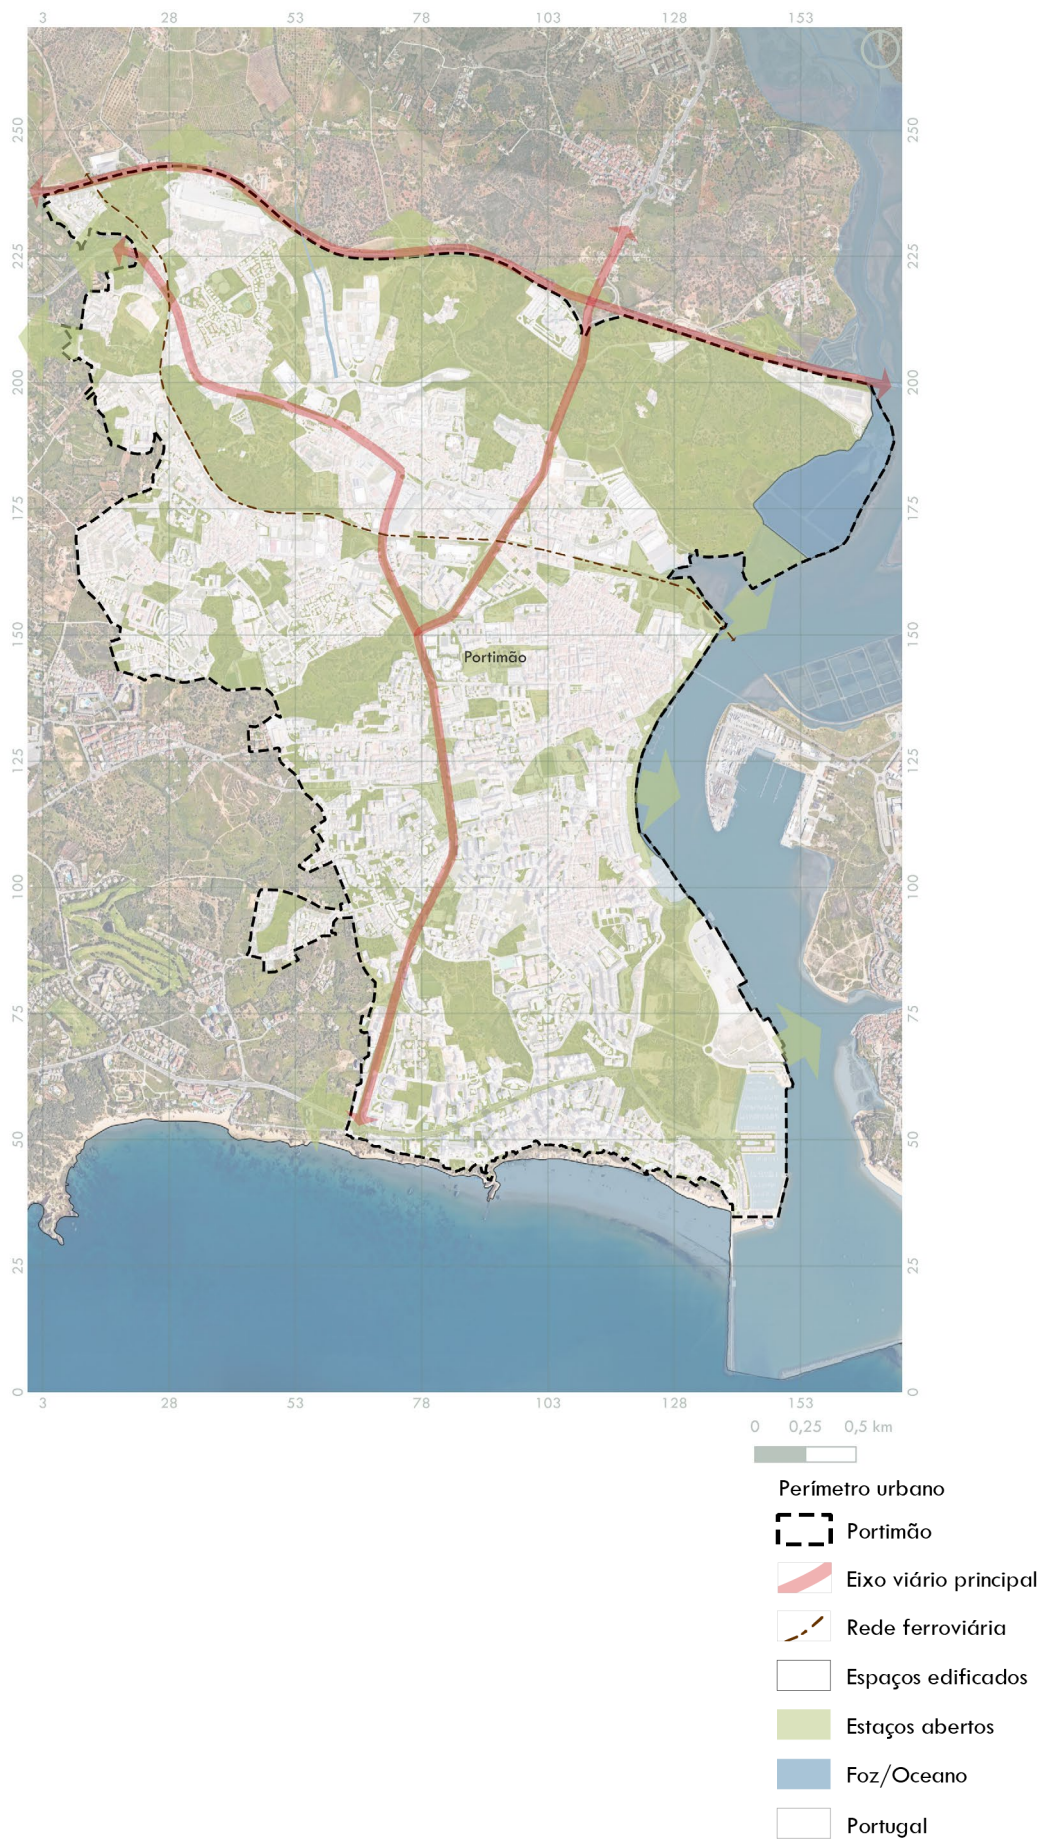 3 28 53 78 103 128 153
250 250
225 225
200 200
175 175
150 150
Portimão
125 125
100 100
75 75
50 50
25 25
0 0
3 28 53 78 103 128 153
0 0,25 0,5 km
Perímetro urbano
Portimão
Eixo viário principal
Rede ferroviária
Espaços edificados
Estaços abertos
Foz/Oceano
Portugal